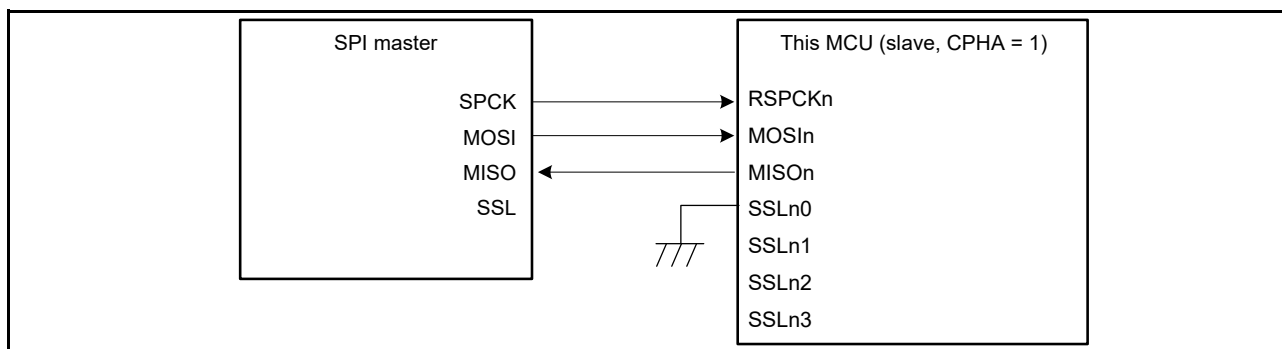 SPI master
SPCK
MOSI
MISO
SSL
This MCU (slave, CPHA = 1)
RSPCKn
MOSIn
MISOn
SSLn0
SSLn1
SSLn2
SSLn3